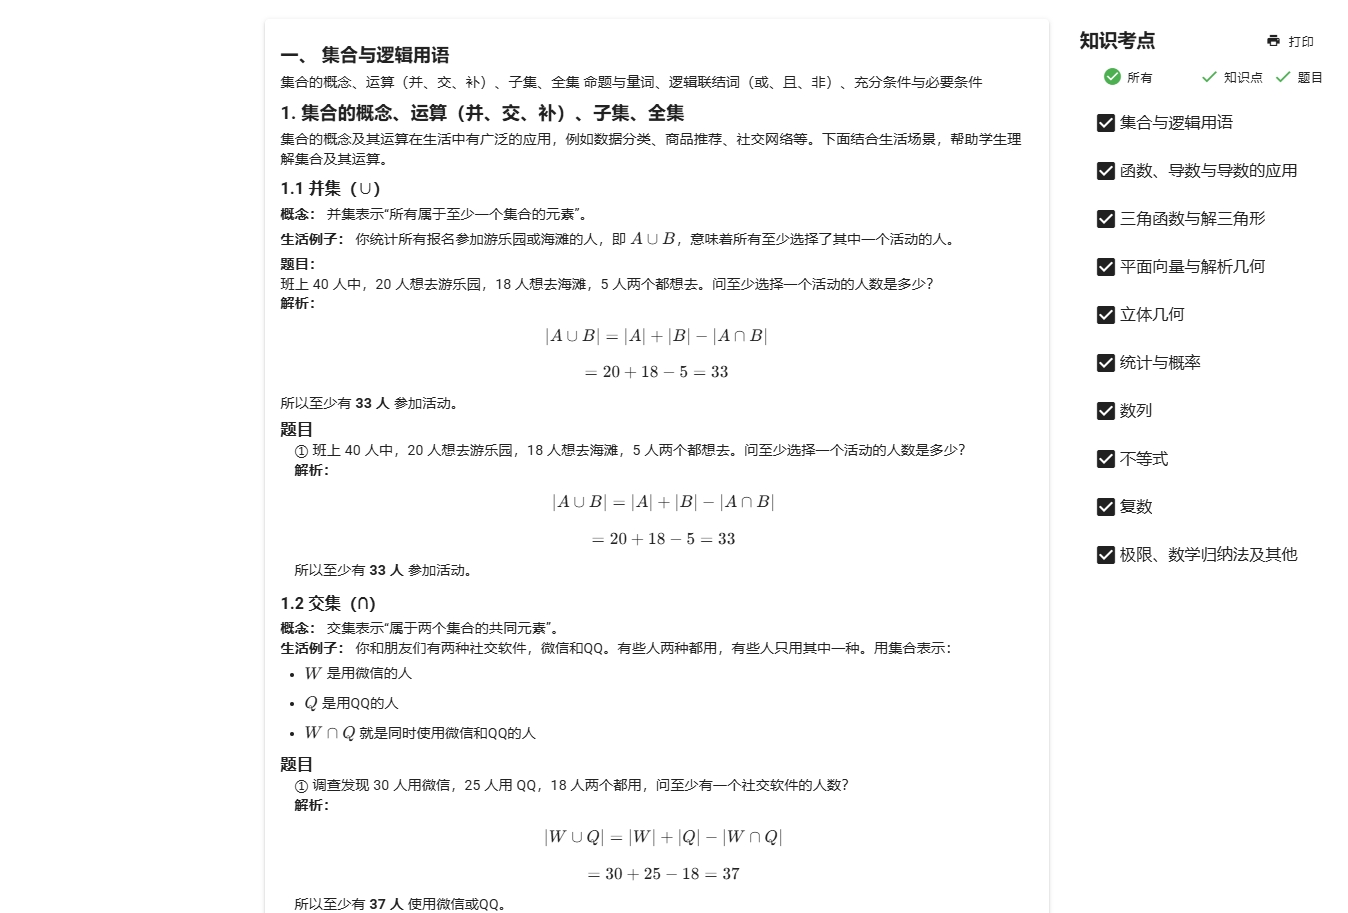 一、 集合与逻辑用语
集合的概念、运算（并、交、补）、子集、全集 命题与量词、逻辑联结词（或、且、非）、充分条件与必要条件
1. 集合的概念、运算（并、交、补）、子集、全集
集合的概念及其运算在生活中有广泛的应用，例如数据分类、商品推荐、社交网络等。下面结合生活场景，帮助学生理
解集合及其运算。
1.1 并集（∪）
概念： 并集表示“所有属于至少一个集合的元素”。
生活例子： 你统计所有报名参加游乐园或海滩的人，即 A ∪ B，意味着所有至少选择了其中一个活动的人。
题目：
班上 40 人中，20 人想去游乐园，18 人想去海滩，5 人两个都想去。问至少选择一个活动的人数是多少？
解析：
|A ∪ B| = |A| + |B| − |A ∩ B|
= 20 + 18 − 5 = 33
所以至少有 33 人 参加活动。
题目
① 班上 40 人中，20 人想去游乐园，18 人想去海滩，5 人两个都想去。问至少选择一个活动的人数是多少？
解析：
|A ∪ B| = |A| + |B| − |A ∩ B|
= 20 + 18 − 5 = 33
所以至少有 33 人 参加活动。
1.2 交集（∩）
概念： 交集表示“属于两个集合的共同元素”。
生活例子： 你和朋友们有两种社交软件，微信和QQ。有些人两种都用，有些人只用其中一种。用集合表示：
• W 是用微信的人
• Q 是用QQ的人
• W ∩ Q 就是同时使用微信和QQ的人
题目
① 调查发现 30 人用微信，25 人用 QQ，18 人两个都用，问至少有一个社交软件的人数？
解析：
|W ∪ Q| = |W| + |Q| − |W ∩ Q|
= 30 + 25 − 18 = 37
所以至少有 37 人 使用微信或QQ。
知识考点
打印
所有 知识点 题目
集合与逻辑用语
函数、导数与导数的应用
三角函数与解三角形
平面向量与解析几何
立体几何
统计与概率
数列
不等式
复数
极限、数学归纳法及其他